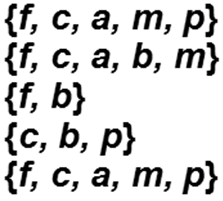 {f, c, a, m, p}
{f, c, a, b, m}
{f, b}
{c, b, p}
{f, c, a, m, p}